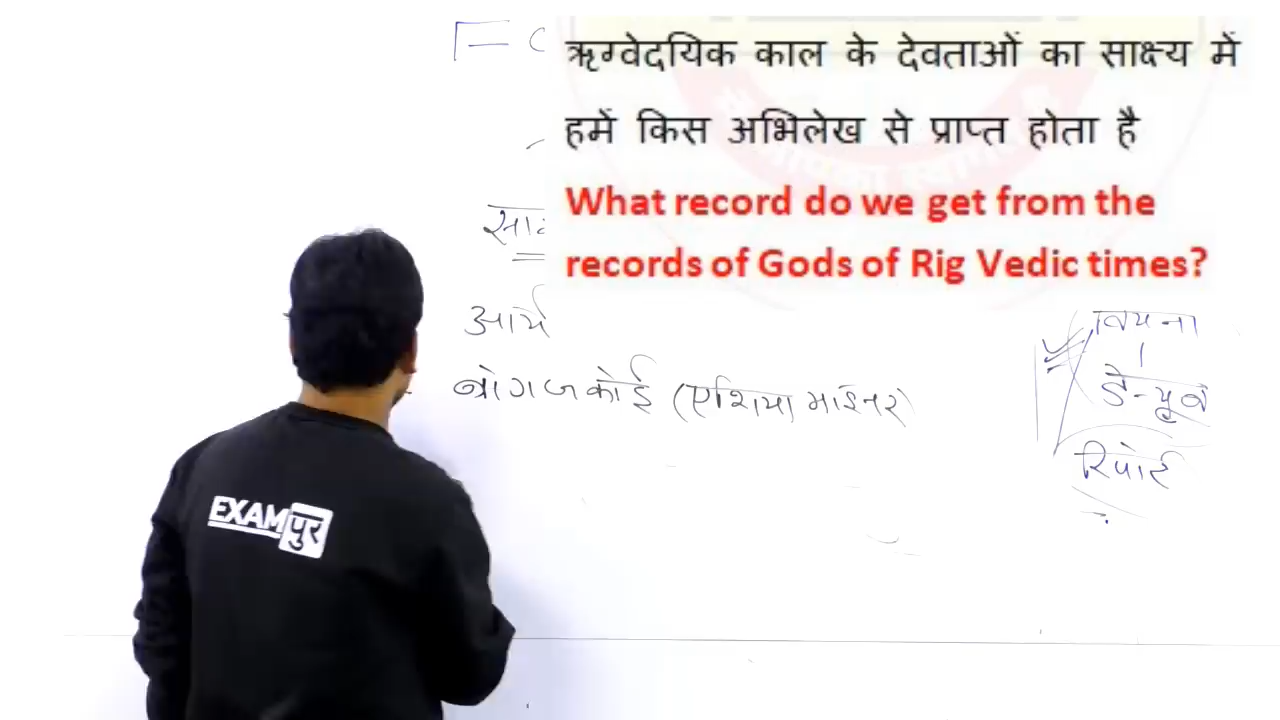 ऋग्वेदयिक काल के देवताओं का साक्ष्य में
हमें किस अभिलेख से प्राप्त होता है
What record do we get from the
records of Gods of Rig Vedic times?
आर्य
बोगजकोई (एशिया माइनर)
वियना
डेन्यूब
रिपोर्ट
EXAMपुर